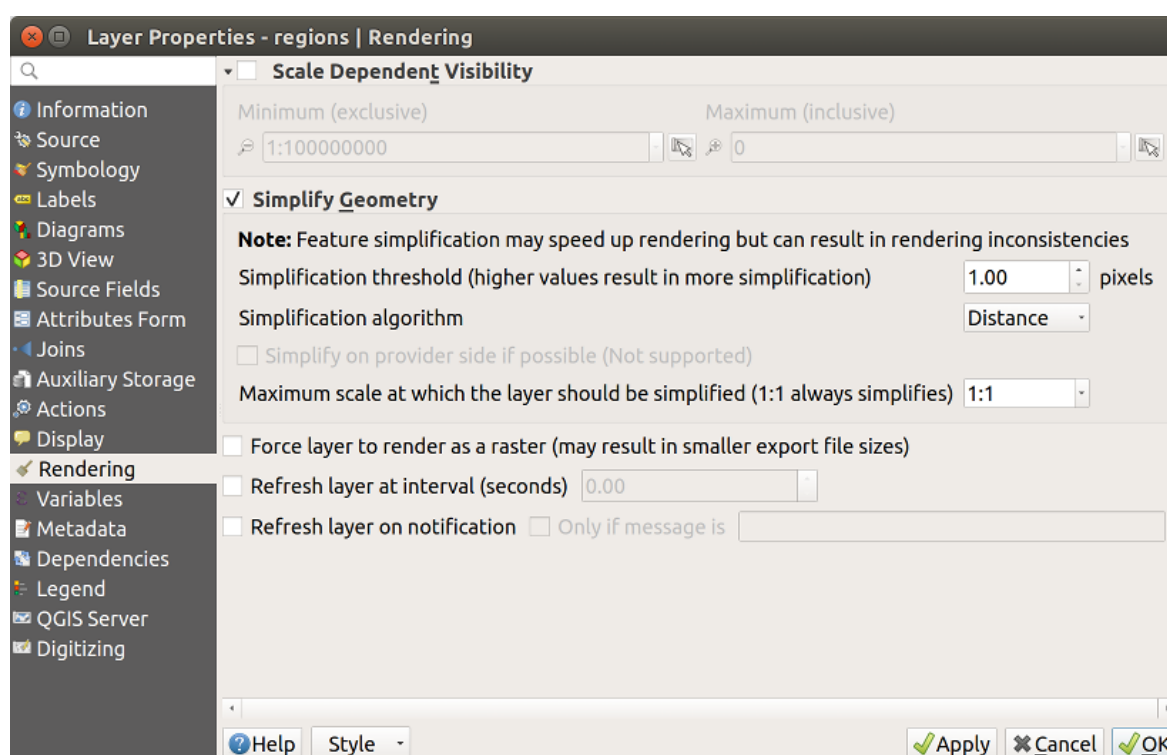 Layer Properties - regions | Rendering
Information
Source
Symbology
Labels
Diagrams
3D View
Source Fields
Attributes Form
Joins
Auxiliary Storage
Actions
Display
Rendering
Variables
Metadata
Dependencies
Legend
QGIS Server
Digitizing
Scale Dependent Visibility
Minimum (exclusive) Maximum (inclusive)
1:100000000 0
Simplify Geometry
Note: Feature simplification may speed up rendering but can result in rendering inconsistencies
Simplification threshold (higher values result in more simplification) 1.00 pixels
Simplification algorithm Distance
Simplify on provider side if possible (Not supported)
Maximum scale at which the layer should be simplified (1:1 always simplifies) 1:1
Force layer to render as a raster (may result in smaller export file sizes)
Refresh layer at interval (seconds) 0.00
Refresh layer on notification Only if message is
Help Style Apply Cancel OK